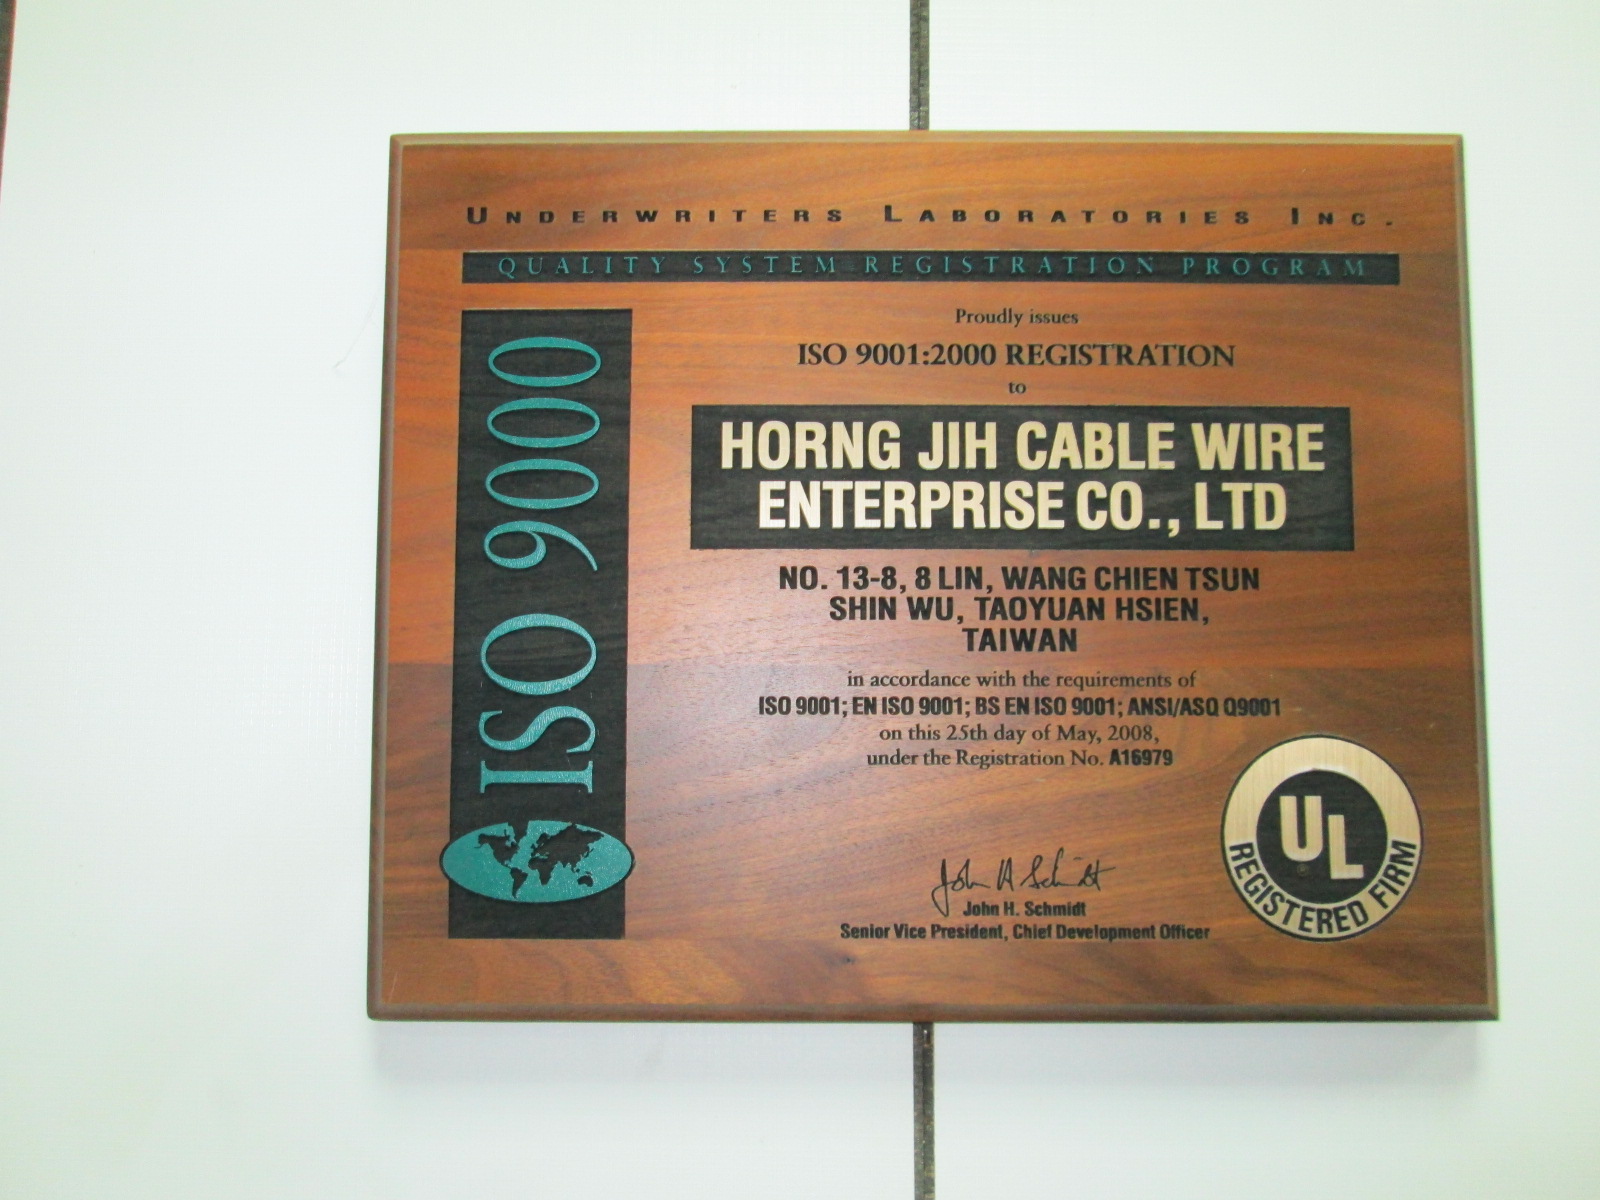 UNDERWRITERS LABORATORIES INC.
QUALITY SYSTEM REGISTRATION PROGRAM
ISO 9000
Proudly issues
ISO 9001:2000 REGISTRATION
to
HORNG JIH CABLE WIRE
ENTERPRISE CO., LTD
NO. 13-8, 8 LIN, WANG CHIEN TSUN
SHIN WU, TAOYUAN HSIEN,
TAIWAN
in accordance with the requirements of
ISO 9001; EN ISO 9001; BS EN ISO 9001; ANSI/ASQ Q9001
on this 25th day of May, 2008,
under the Registration No. A16979
John H Schmidt
John H. Schmidt
Senior Vice President, Chief Development Officer
UL
REGISTERED FIRM